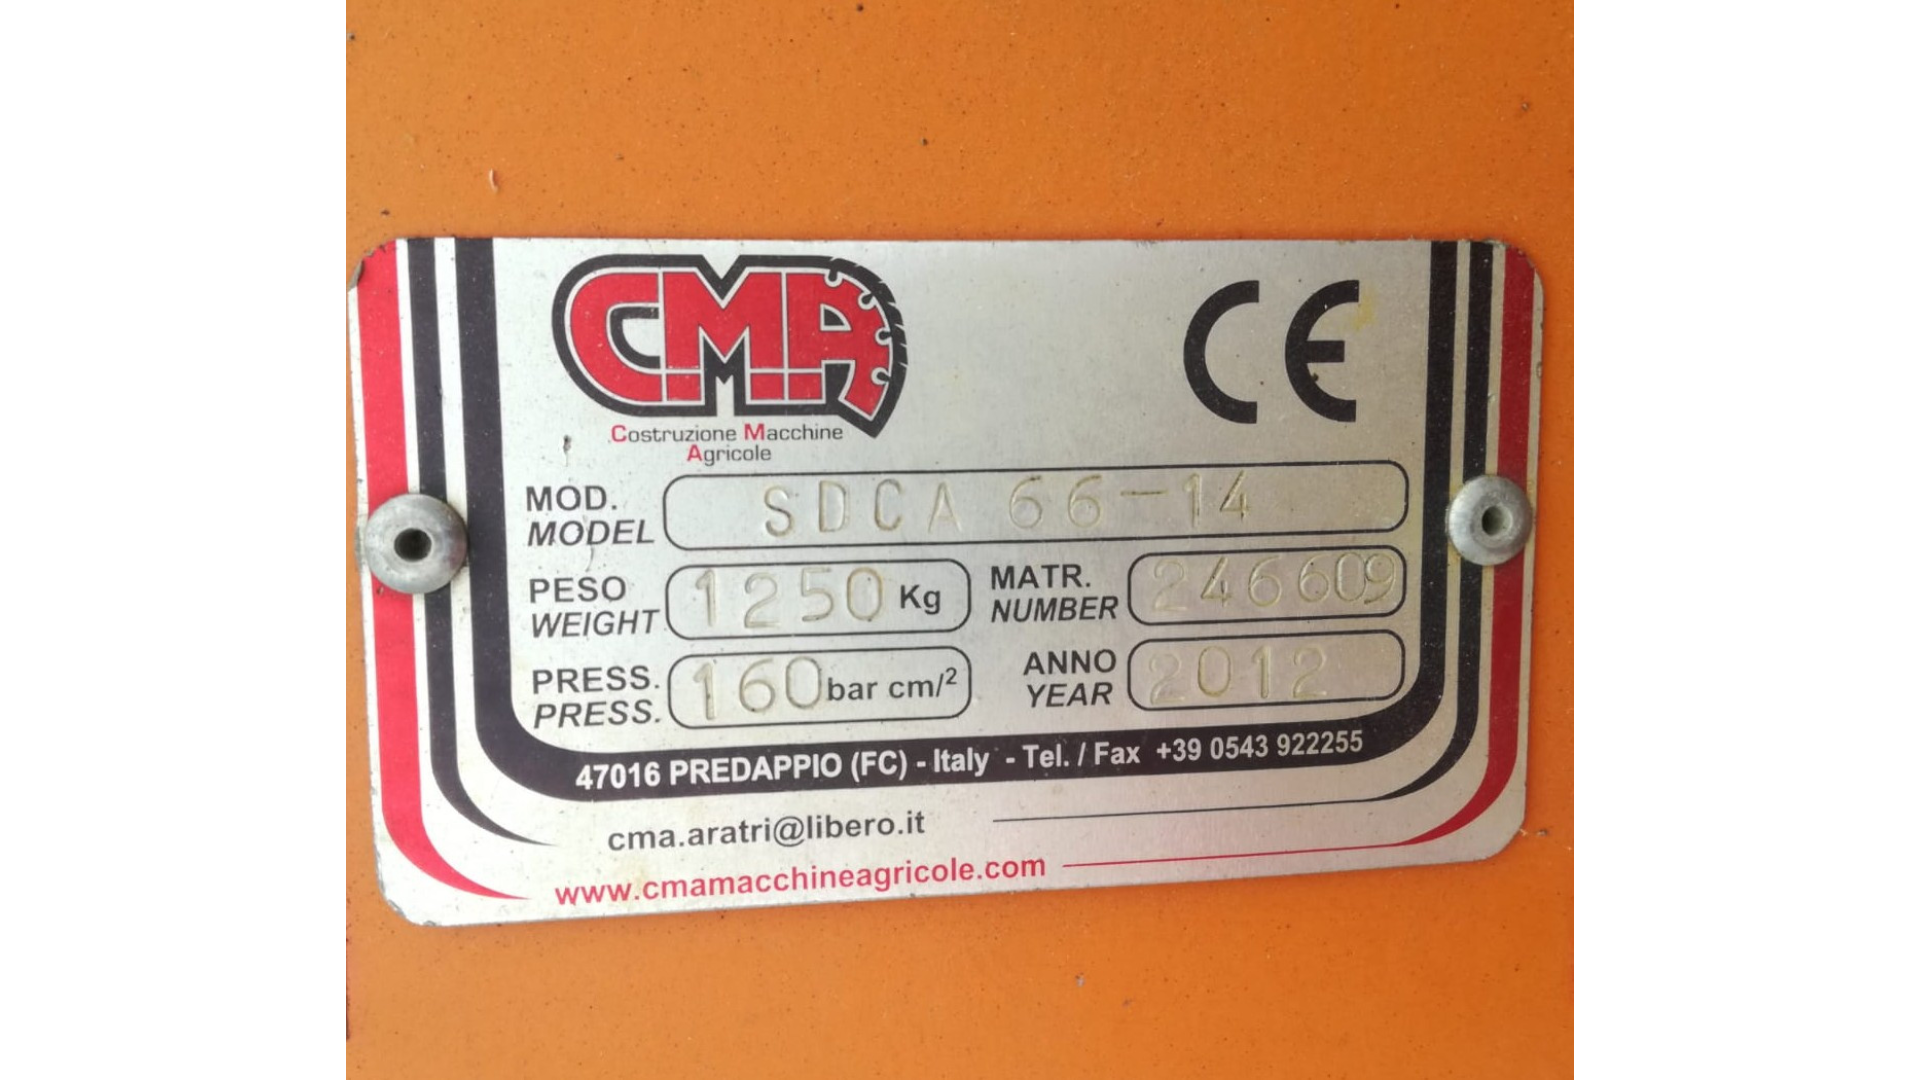 CMA
CE
Costruzione Macchine
Agricole
MOD. SDCA 66-14
MODEL
PESO 1250 Kg MATR. 246609
WEIGHT NUMBER
PRESS. 160 bar cm/² ANNO 2012
PRESS. YEAR
47016 PREDAPPIO (FC) - Italy - Tel. / Fax +39 0543 922255
cma.aratri@libero.it
www.cmamacchineagricole.com